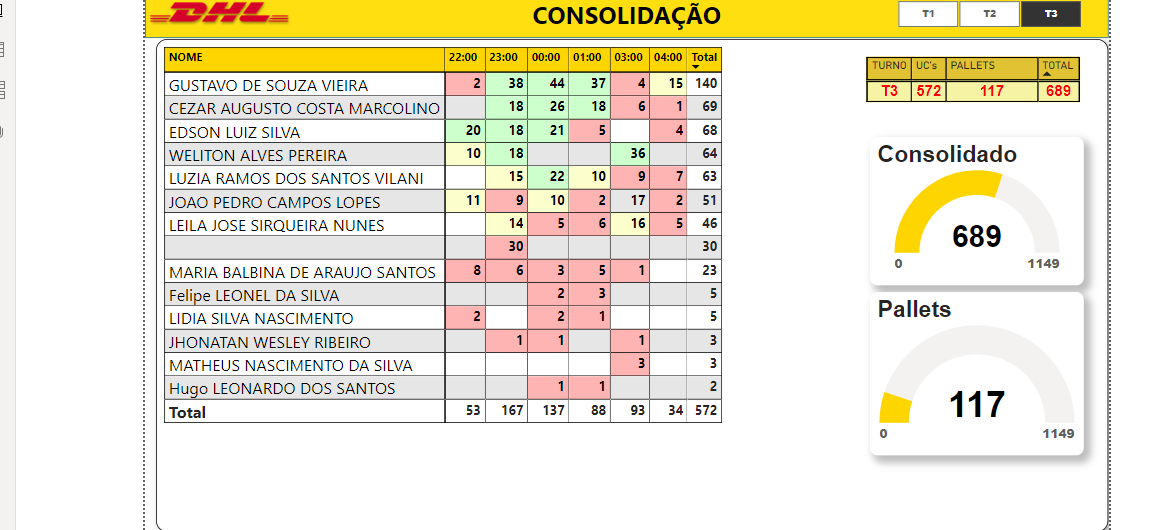 DHL
CONSOLIDAÇÃO
T1 T2 T3
NOME 22:00 23:00 00:00 01:00 03:00 04:00 Total
GUSTAVO DE SOUZA VIEIRA 2 38 44 37 4 15 140
CEZAR AUGUSTO COSTA MARCOLINO 18 26 18 6 1 69
EDSON LUIZ SILVA 20 18 21 5 4 68
WELITON ALVES PEREIRA 10 18 36 64
LUZIA RAMOS DOS SANTOS VILANI 15 22 10 9 7 63
JOAO PEDRO CAMPOS LOPES 11 9 10 2 17 2 51
LEILA JOSE SIRQUEIRA NUNES 14 5 6 16 5 46
30 30
MARIA BALBINA DE ARAUJO SANTOS 8 6 3 5 1 23
Felipe LEONEL DA SILVA 2 3 5
LIDIA SILVA NASCIMENTO 2 2 1 5
JHONATAN WESLEY RIBEIRO 1 1 1 3
MATHEUS NASCIMENTO DA SILVA 3 3
Hugo LEONARDO DOS SANTOS 1 1 2
Total 53 167 137 88 93 34 572
TURNO UC's PALLETS TOTAL
T3 572 117 689
Consolidado
689
0 1149
Pallets
117
0 1149